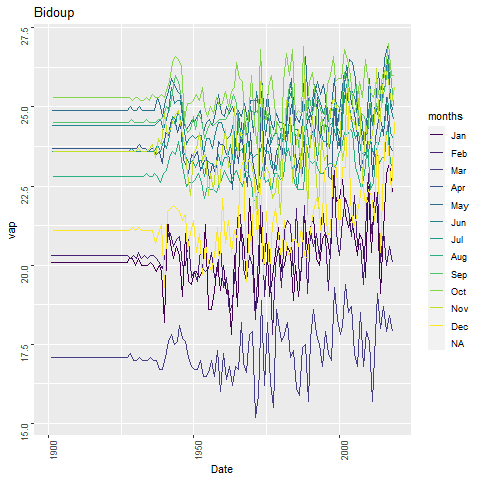 Bidoup
27.5
25.0
22.5
20.0
17.5
15.0
vap
1900
1950
2000
Date
months
Jan
Feb
Mar
Apr
May
Jun
Jul
Aug
Sep
Oct
Nov
Dec
NA